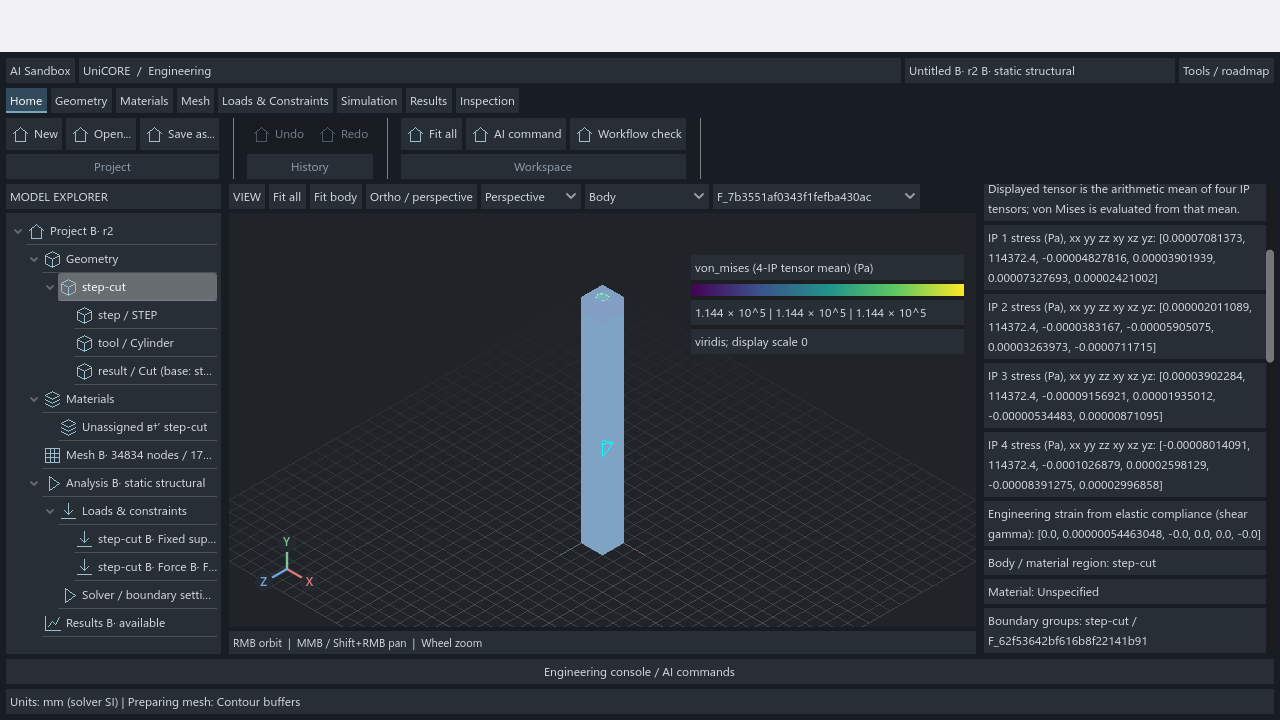 AI Sandbox
UniCORE / Engineering
Untitled В· r2 В· static structural
Tools / roadmap
Home
Geometry
Materials
Mesh
Loads & Constraints
Simulation
Results
Inspection
New
Open...
Save as...
Undo
Redo
Fit all
AI command
Workflow check
Project
History
Workspace
MODEL EXPLORER
VIEW
Fit all
Fit body
Ortho / perspective
Perspective
Body
F_7b3551af0343f1fefba430ac
Project В· r2
Geometry
step-cut
step / STEP
tool / Cylinder
result / Cut (base: st...
Materials
Unassigned в†’ step-cut
Mesh В· 34834 nodes / 17...
Analysis В· static structural
Loads & constraints
step-cut В· Fixed sup...
step-cut В· Force В· F...
Solver / boundary setti...
Results В· available
von_mises (4-IP tensor mean) (Pa)
1.144 × 10^5 | 1.144 × 10^5 | 1.144 × 10^5
viridis; display scale 0
Y
Z
X
RMB orbit | MMB / Shift+RMB pan | Wheel zoom
Displayed tensor is the arithmetic mean of four IP
tensors; von Mises is evaluated from that mean.
IP 1 stress (Pa), xx yy zz xy xz yz: [0.00007081373,
114372.4, -0.00004827816, 0.00003901939,
0.00007327693, 0.00002421002]
IP 2 stress (Pa), xx yy zz xy xz yz: [0.000002011089,
114372.4, -0.0000383167, -0.00005905075,
0.00003263973, -0.0000711715]
IP 3 stress (Pa), xx yy zz xy xz yz: [0.00003902284,
114372.4, -0.00009156921, 0.00001935012,
-0.00000534483, 0.00000871095]
IP 4 stress (Pa), xx yy zz xy xz yz: [-0.00008014091,
114372.4, -0.0001026879, 0.00002598129,
-0.00008391275, 0.00002996858]
Engineering strain from elastic compliance (shear
gamma): [0.0, 0.00000054463048, -0.0, 0.0, 0.0, -0.0]
Body / material region: step-cut
Material: Unspecified
Boundary groups: step-cut /
F_62f53642bf616b8f22141b91
Engineering console / AI commands
Units: mm (solver SI) | Preparing mesh: Contour buffers